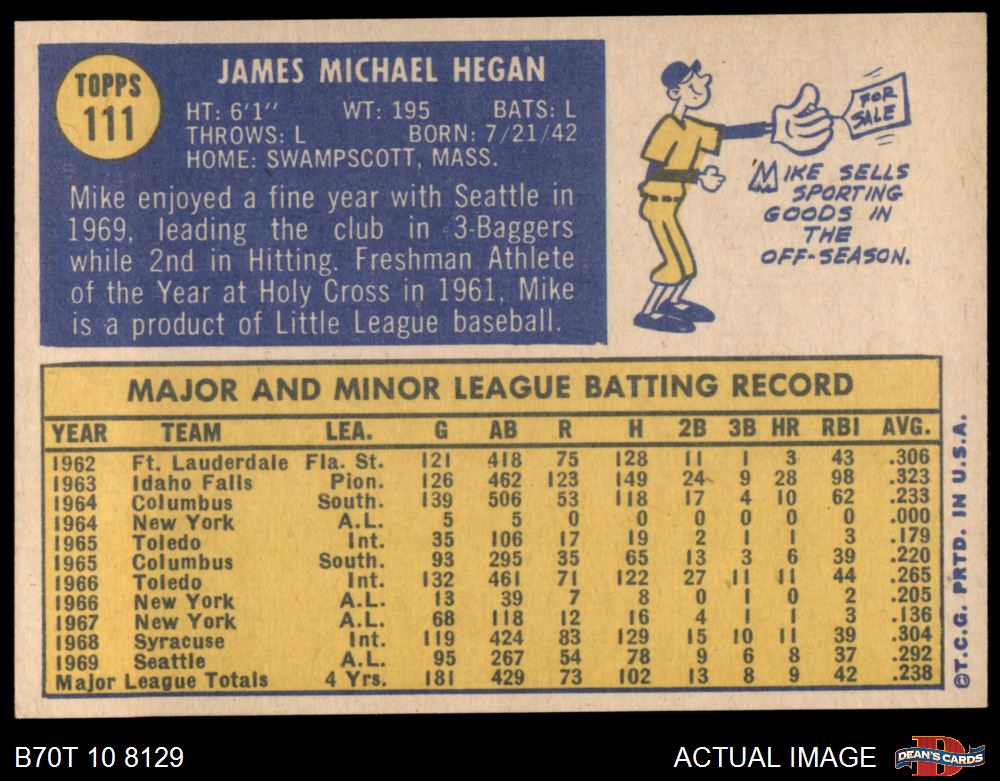 TOPPS
111
JAMES MICHAEL HEGAN
HT: 6'1" WT: 195 BATS: L
THROWS: L BORN: 7/21/42
HOME: SWAMPSCOTT, MASS.
Mike enjoyed a fine year with Seattle in
1969, leading the club in 3-Baggers
while 2nd in Hitting. Freshman Athlete
of the Year at Holy Cross in 1961, Mike
is a product of Little League baseball.
FOR
SALE
MIKE SELLS
SPORTING
GOODS IN
THE
OFF-SEASON.
MAJOR AND MINOR LEAGUE BATTING RECORD
YEAR TEAM LEA. G AB R H 2B 3B HR RBI AVG.
1962 Ft. Lauderdale Fla. St. 121 418 75 128 11 1 3 43 .306
1963 Idaho Falls Pion. 126 462 123 149 24 9 28 98 .323
1964 Columbus South. 139 506 53 118 17 4 10 62 .233
1964 New York A.L. 5 5 0 0 0 0 0 0 .000
1965 Toledo Int. 35 106 17 19 2 1 1 3 .179
1965 Columbus South. 93 295 35 65 13 3 6 39 .220
1966 Toledo Int. 132 461 71 122 27 11 11 44 .265
1966 New York A.L. 13 39 7 8 0 1 0 2 .205
1967 New York A.L. 68 118 12 16 4 1 1 3 .136
1968 Syracuse Int. 119 424 83 129 15 10 11 39 .304
1969 Seattle A.L. 95 267 54 78 9 6 8 37 .292
Major League Totals 4 Yrs. 181 429 73 102 13 8 9 42 .238
©T.C.G. PRTD. IN U.S.A.
B70T 10 8129
ACTUAL IMAGE
D
DEAN'S CARDS